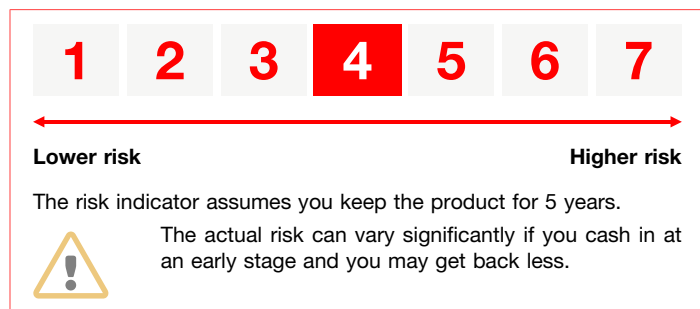 1 2 3 4 5 6 7
Lower risk Higher risk
The risk indicator assumes you keep the product for 5 years.
The actual risk can vary significantly if you cash in at
an early stage and you may get back less.